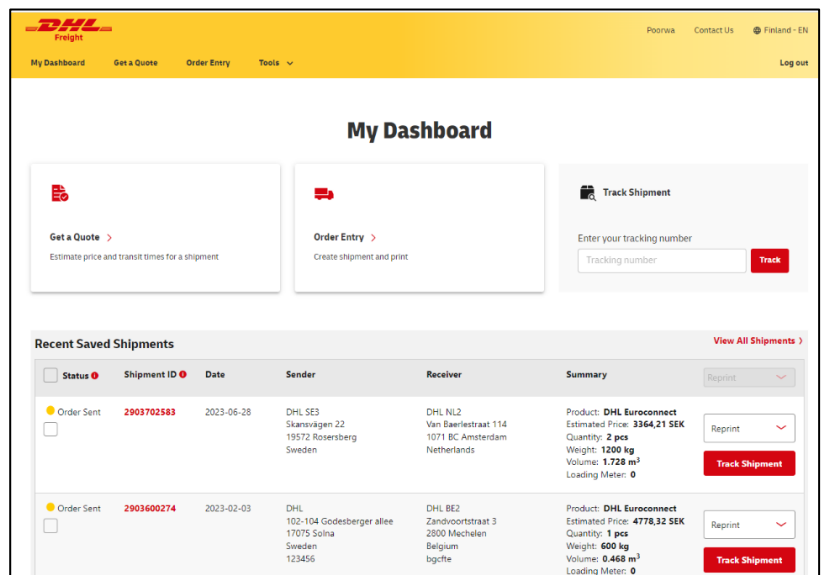 DHL
Freight
Poorwa Contact Us Finland - EN
My Dashboard Get a Quote Order Entry Tools Log out
My Dashboard
Get a Quote >
Estimate price and transit times for a shipment
Order Entry >
Create shipment and print
Track Shipment
Enter your tracking number
Tracking number Track
Recent Saved Shipments View All Shipments >
Status Shipment ID Date Sender Receiver Summary Reprint
Order Sent 2903702583 2023-06-28 DHL SE3 DHL NL2 Product: DHL Euroconnect
Skansvägen 22 Van Baerlestraat 114 Estimated Price: 3364,21 SEK
19572 Rosersberg 1071 BC Amsterdam Quantity: 2 pcs Reprint
Sweden Netherlands Weight: 1200 kg
Volume: 1.728 m³
Loading Meter: 0
Track Shipment
Order Sent 2903600274 2023-02-03 DHL DHL BE2 Product: DHL Euroconnect
102-104 Godesberger allee Zandvoortstraat 3 Estimated Price: 4778,32 SEK
17075 Solna 2800 Mechelen Quantity: 1 pcs Reprint
Sweden Belgium Weight: 600 kg
123456 bgcfte Volume: 0.468 m³
Loading Meter: 0
Track Shipment